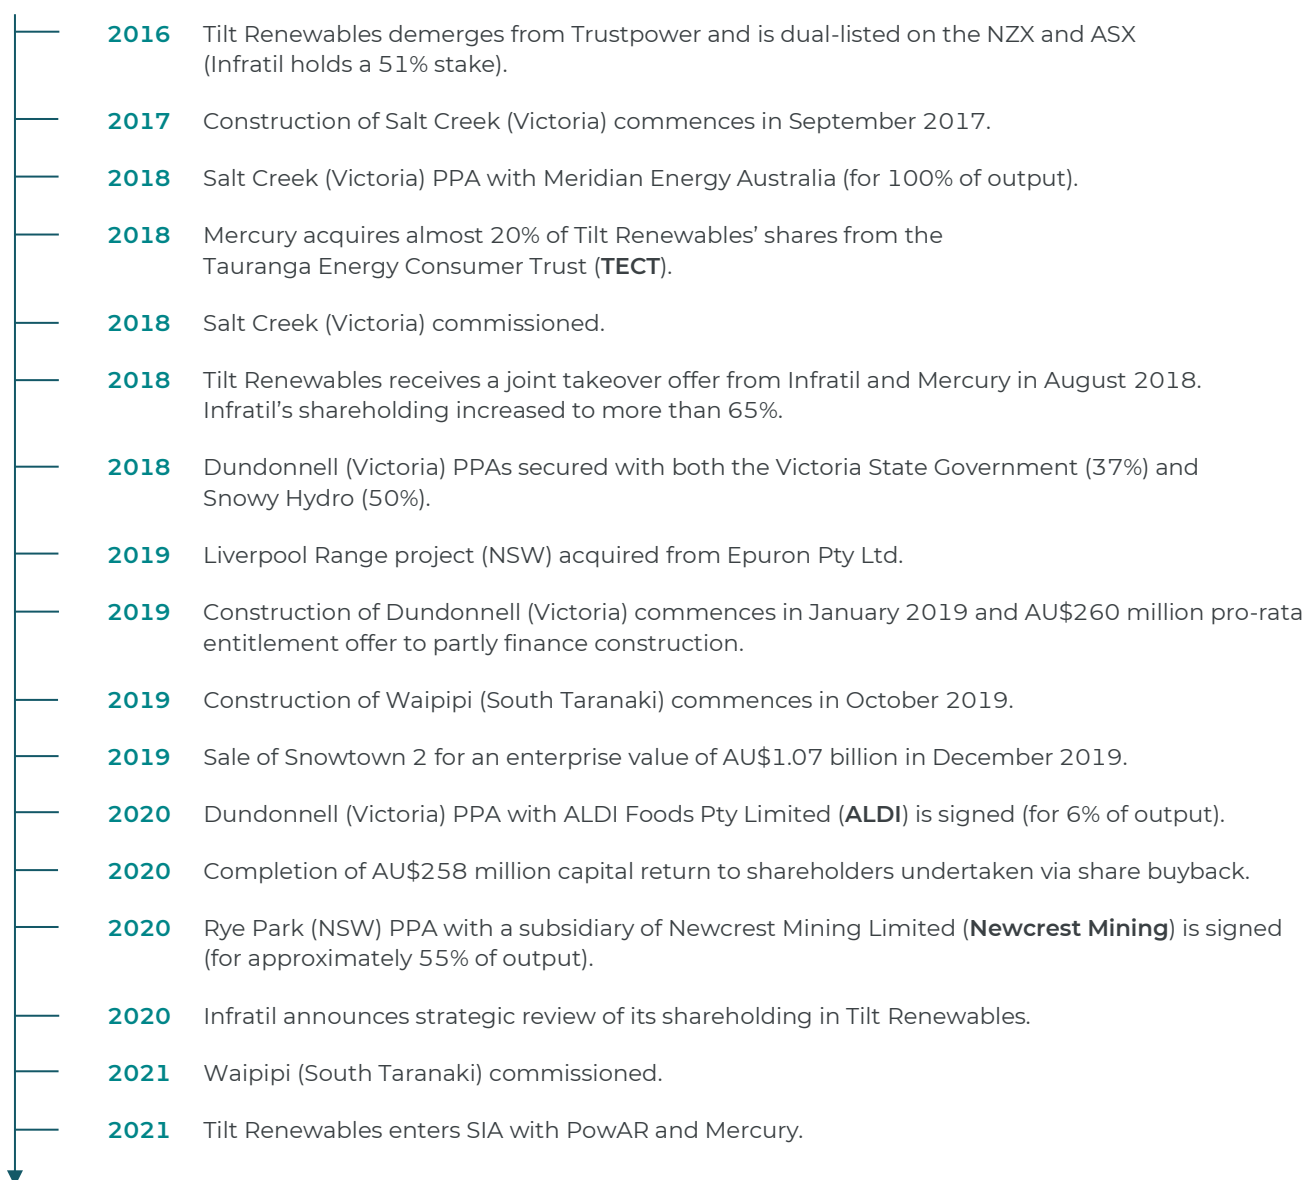 2016 Tilt Renewables demerges from Trustpower and is dual-listed on the NZX and ASX
(Infratil holds a 51% stake).
2017 Construction of Salt Creek (Victoria) commences in September 2017.
2018 Salt Creek (Victoria) PPA with Meridian Energy Australia (for 100% of output).
2018 Mercury acquires almost 20% of Tilt Renewables’ shares from the
Tauranga Energy Consumer Trust (TECT).
2018 Salt Creek (Victoria) commissioned.
2018 Tilt Renewables receives a joint takeover offer from Infratil and Mercury in August 2018.
Infratil’s shareholding increased to more than 65%.
2018 Dundonnell (Victoria) PPAs secured with both the Victoria State Government (37%) and
Snowy Hydro (50%).
2019 Liverpool Range project (NSW) acquired from Epuron Pty Ltd.
2019 Construction of Dundonnell (Victoria) commences in January 2019 and AU$260 million pro-rata
entitlement offer to partly finance construction.
2019 Construction of Waipipi (South Taranaki) commences in October 2019.
2019 Sale of Snowtown 2 for an enterprise value of AU$1.07 billion in December 2019.
2020 Dundonnell (Victoria) PPA with ALDI Foods Pty Limited (ALDI) is signed (for 6% of output).
2020 Completion of AU$258 million capital return to shareholders undertaken via share buyback.
2020 Rye Park (NSW) PPA with a subsidiary of Newcrest Mining Limited (Newcrest Mining) is signed
(for approximately 55% of output).
2020 Infratil announces strategic review of its shareholding in Tilt Renewables.
2021 Waipipi (South Taranaki) commissioned.
2021 Tilt Renewables enters SIA with PowAR and Mercury.